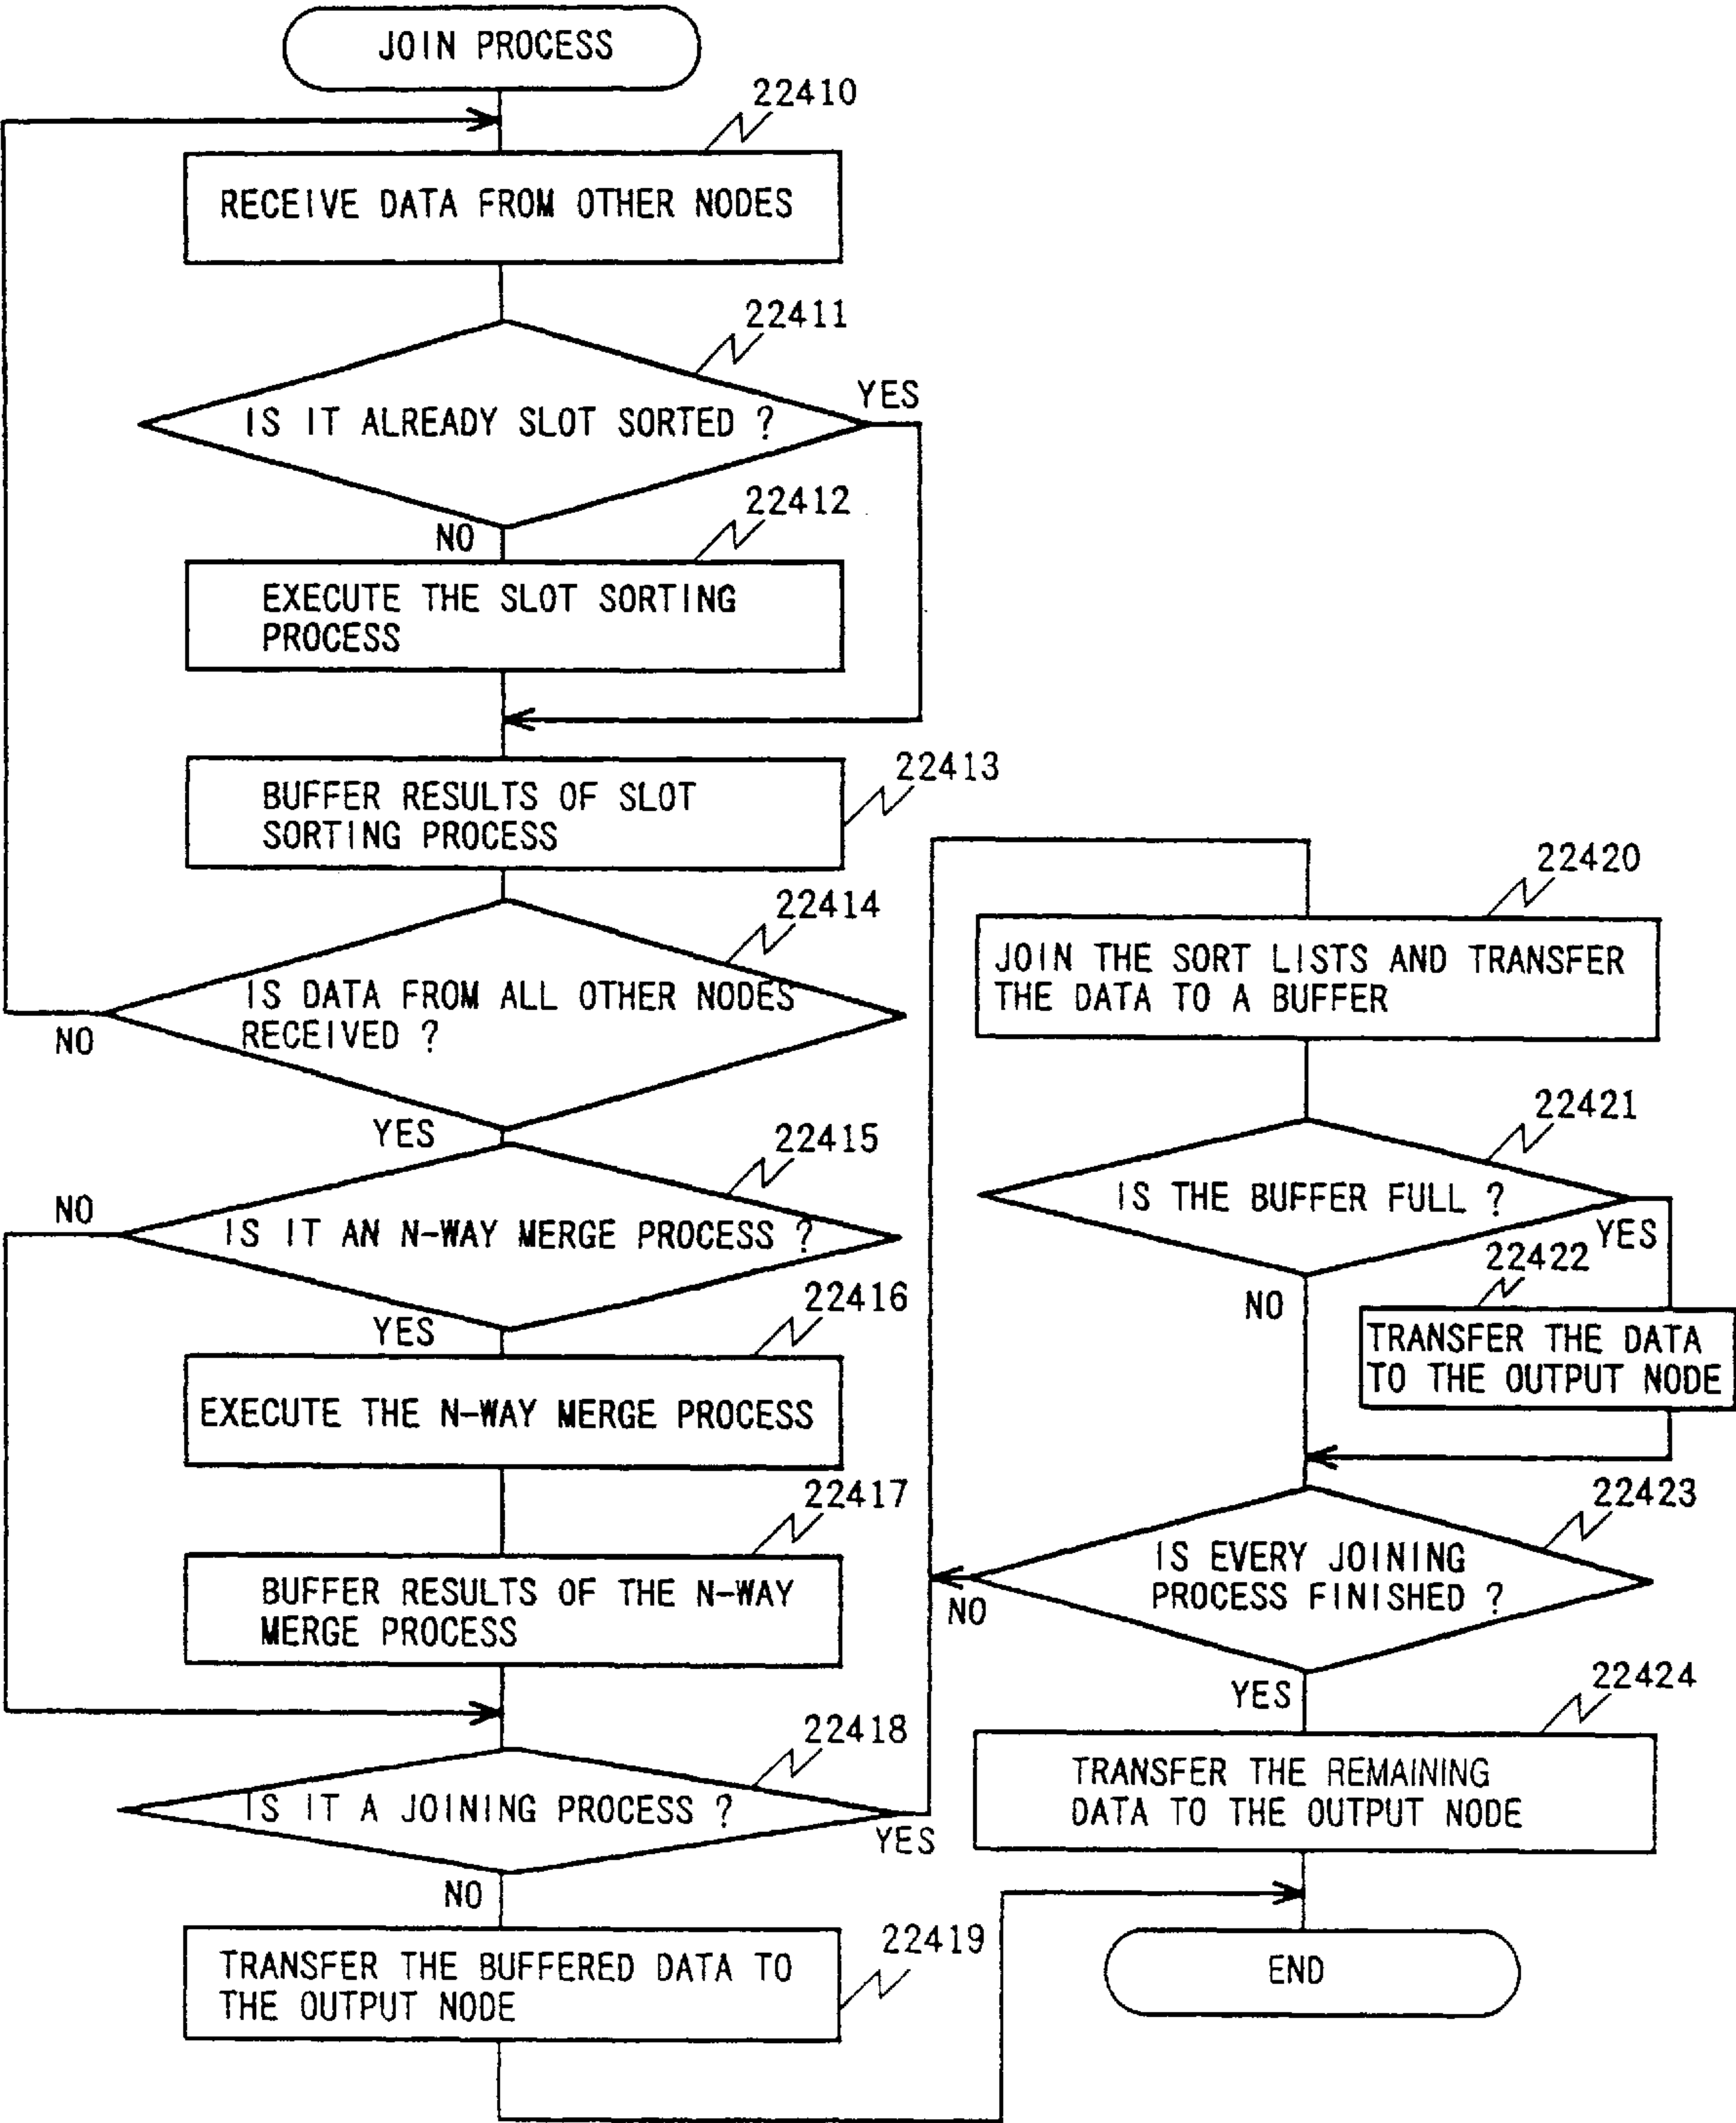 JOIN PROCESS
22410
RECEIVE DATA FROM OTHER NODES
22411
YES
IS IT ALREADY SLOT SORTED ?
22412
NO
EXECUTE THE SLOT SORTING
PROCESS
22413
BUFFER RESULTS OF SLOT
SORTING PROCESS
22414
IS DATA FROM ALL OTHER NODES
RECEIVED ?
NO
YES
22415
NO
IS IT AN N-WAY MERGE PROCESS ?
22416
YES
EXECUTE THE N-WAY MERGE PROCESS
22417
BUFFER RESULTS OF THE N-WAY
MERGE PROCESS
22418
IS IT A JOINING PROCESS ?
YES
NO
22419
TRANSFER THE BUFFERED DATA TO
THE OUTPUT NODE
22420
JOIN THE SORT LISTS AND TRANSFER
THE DATA TO A BUFFER
22421
IS THE BUFFER FULL ?
YES
22422
NO
TRANSFER THE DATA
TO THE OUTPUT NODE
22423
IS EVERY JOINING
PROCESS FINISHED ?
NO
22424
YES
TRANSFER THE REMAINING
DATA TO THE OUTPUT NODE
END